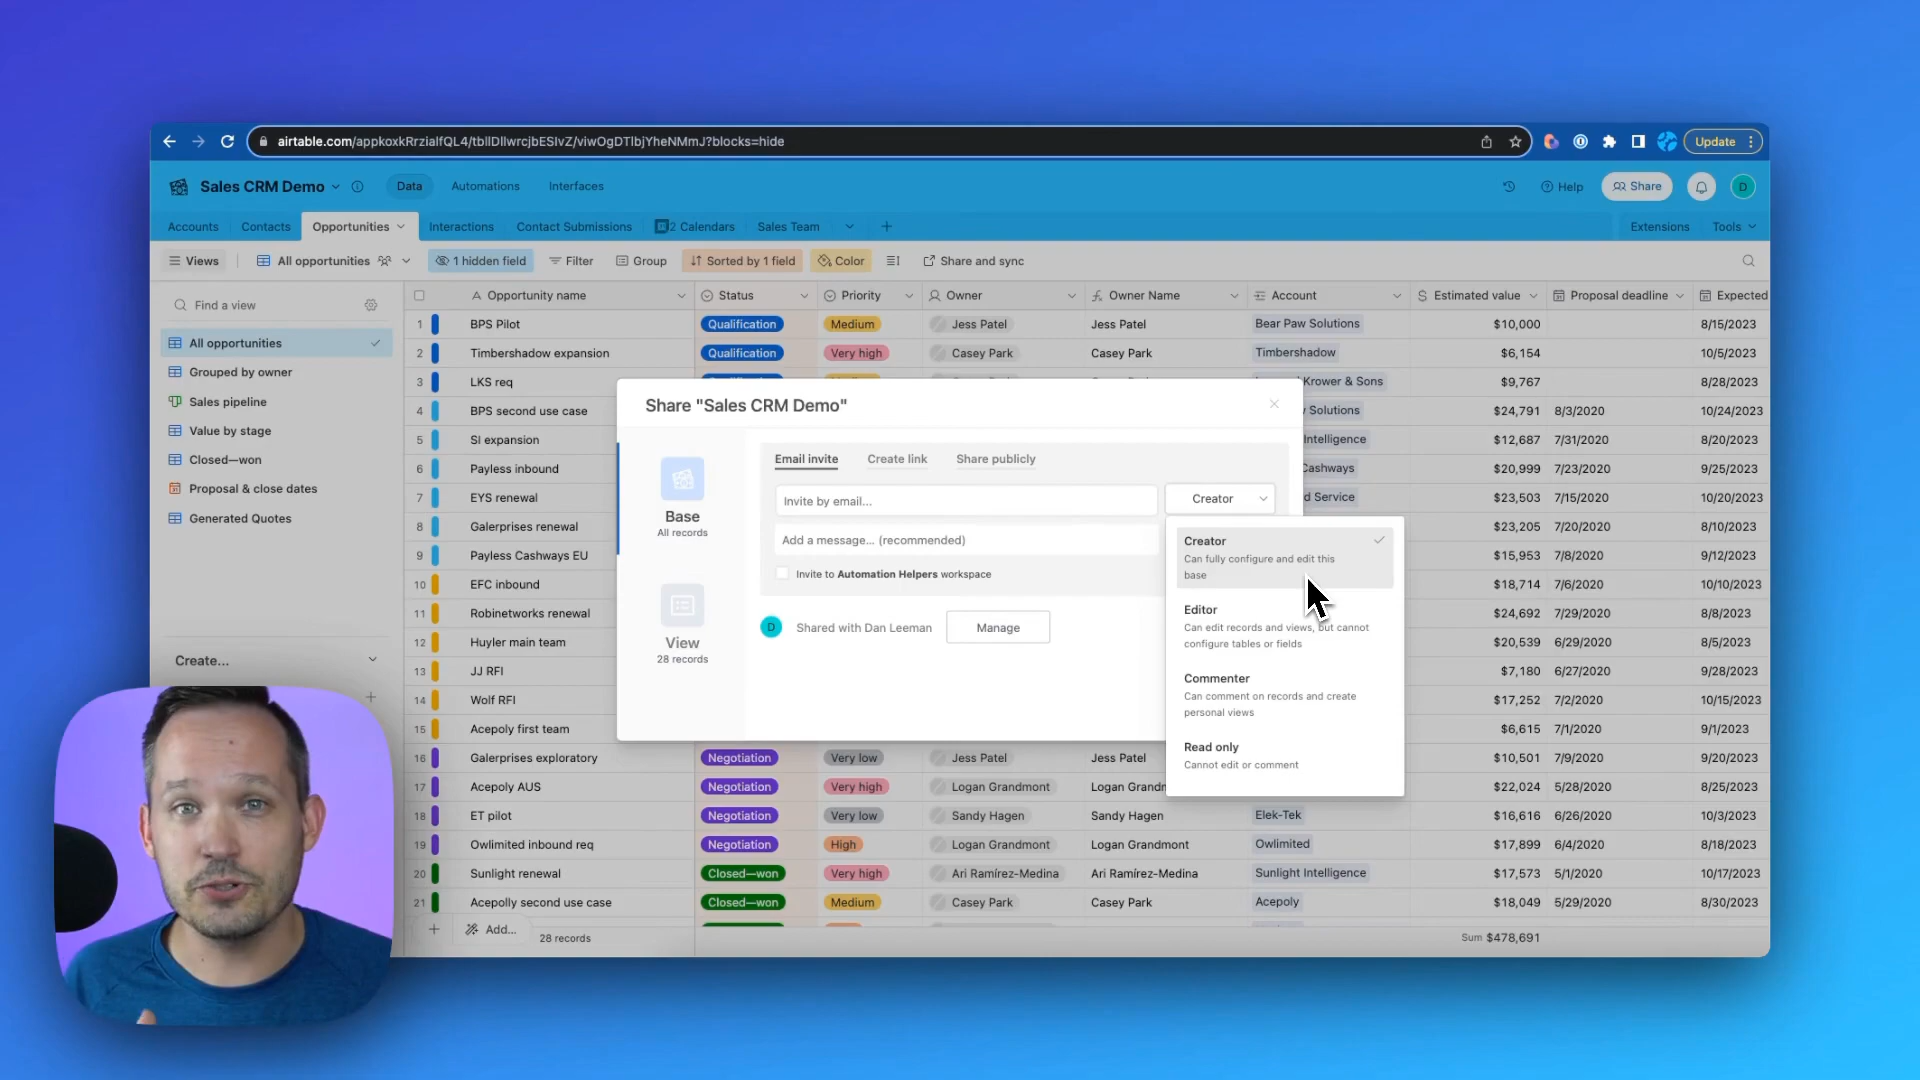 airtable.com/appkoxkRrzialfQL4/tbllDllwrcjbESIvZ/viwOgDTlbjYheNMmJ?blocks=hide
Update
Sales CRM Demo
Data
Automations
Interfaces
Help
Share
D
Accounts
Contacts
Opportunities
Interactions
Contact Submissions
2 Calendars
Sales Team
Extensions
Tools
Views
All opportunities
1 hidden field
Filter
Group
Sorted by 1 field
Color
Share and sync
Find a view
All opportunities
Grouped by owner
Sales pipeline
Value by stage
Closed—won
Proposal & close dates
Generated Quotes
Create...
Opportunity name Status Priority Owner Owner Name Account Estimated value Proposal deadline Expected
1 BPS Pilot Qualification Medium Jess Patel Jess Patel Bear Paw Solutions $10,000 8/15/2023
2 Timbershadow expansion Qualification Very high Casey Park Casey Park Timbershadow $6,154 10/5/2023
3 LKS req Krower & Sons $9,767 8/28/2023
4 BPS second use case Solutions $24,791 8/3/2020 10/24/2023
5 SI expansion Intelligence $12,687 7/31/2020 8/20/2023
6 Payless inbound Cashways $20,999 7/23/2020 9/25/2023
7 EYS renewal d Service $23,503 7/15/2020 10/20/2023
8 Galerprises renewal $23,205 7/20/2020 8/10/2023
9 Payless Cashways EU $15,953 7/8/2020 9/12/2023
10 EFC inbound $18,714 7/6/2020 10/10/2023
11 Robinetworks renewal $24,692 7/29/2020 8/8/2023
12 Huyler main team $20,539 6/29/2020 8/5/2023
13 JJ RFI $7,180 6/27/2020 9/28/2023
14 Wolf RFI $17,252 7/2/2020 10/15/2023
15 Acepoly first team $6,615 7/1/2020 9/1/2023
16 Galerprises exploratory Negotiation Very low Jess Patel Jess Patel $10,501 7/9/2020 9/20/2023
17 Acepoly AUS Negotiation Very high Logan Grandmont Logan Grandm $22,024 5/28/2020 8/25/2023
18 ET pilot Negotiation Very low Sandy Hagen Sandy Hagen Elek-Tek $16,616 6/26/2020 10/3/2023
19 Owlimited inbound req Negotiation High Logan Grandmont Logan Grandmont Owlimited $17,899 6/4/2020 8/18/2023
20 Sunlight renewal Closed—won Very high Ari Ramírez-Medina Ari Ramírez-Medina Sunlight Intelligence $17,573 5/1/2020 10/17/2023
21 Acepolly second use case Closed—won Medium Casey Park Casey Park Acepoly $18,049 5/29/2020 8/30/2023
Add...
28 records
Sum $478,691
Share "Sales CRM Demo"
Base
All records
View
28 records
Email invite
Create link
Share publicly
Invite by email...
Creator
Add a message... (recommended)
Invite to Automation Helpers workspace
D
Shared with Dan Leeman
Manage
Creator
Can fully configure and edit this
base
Editor
Can edit records and views, but cannot
configure tables or fields
Commenter
Can comment on records and create
personal views
Read only
Cannot edit or comment